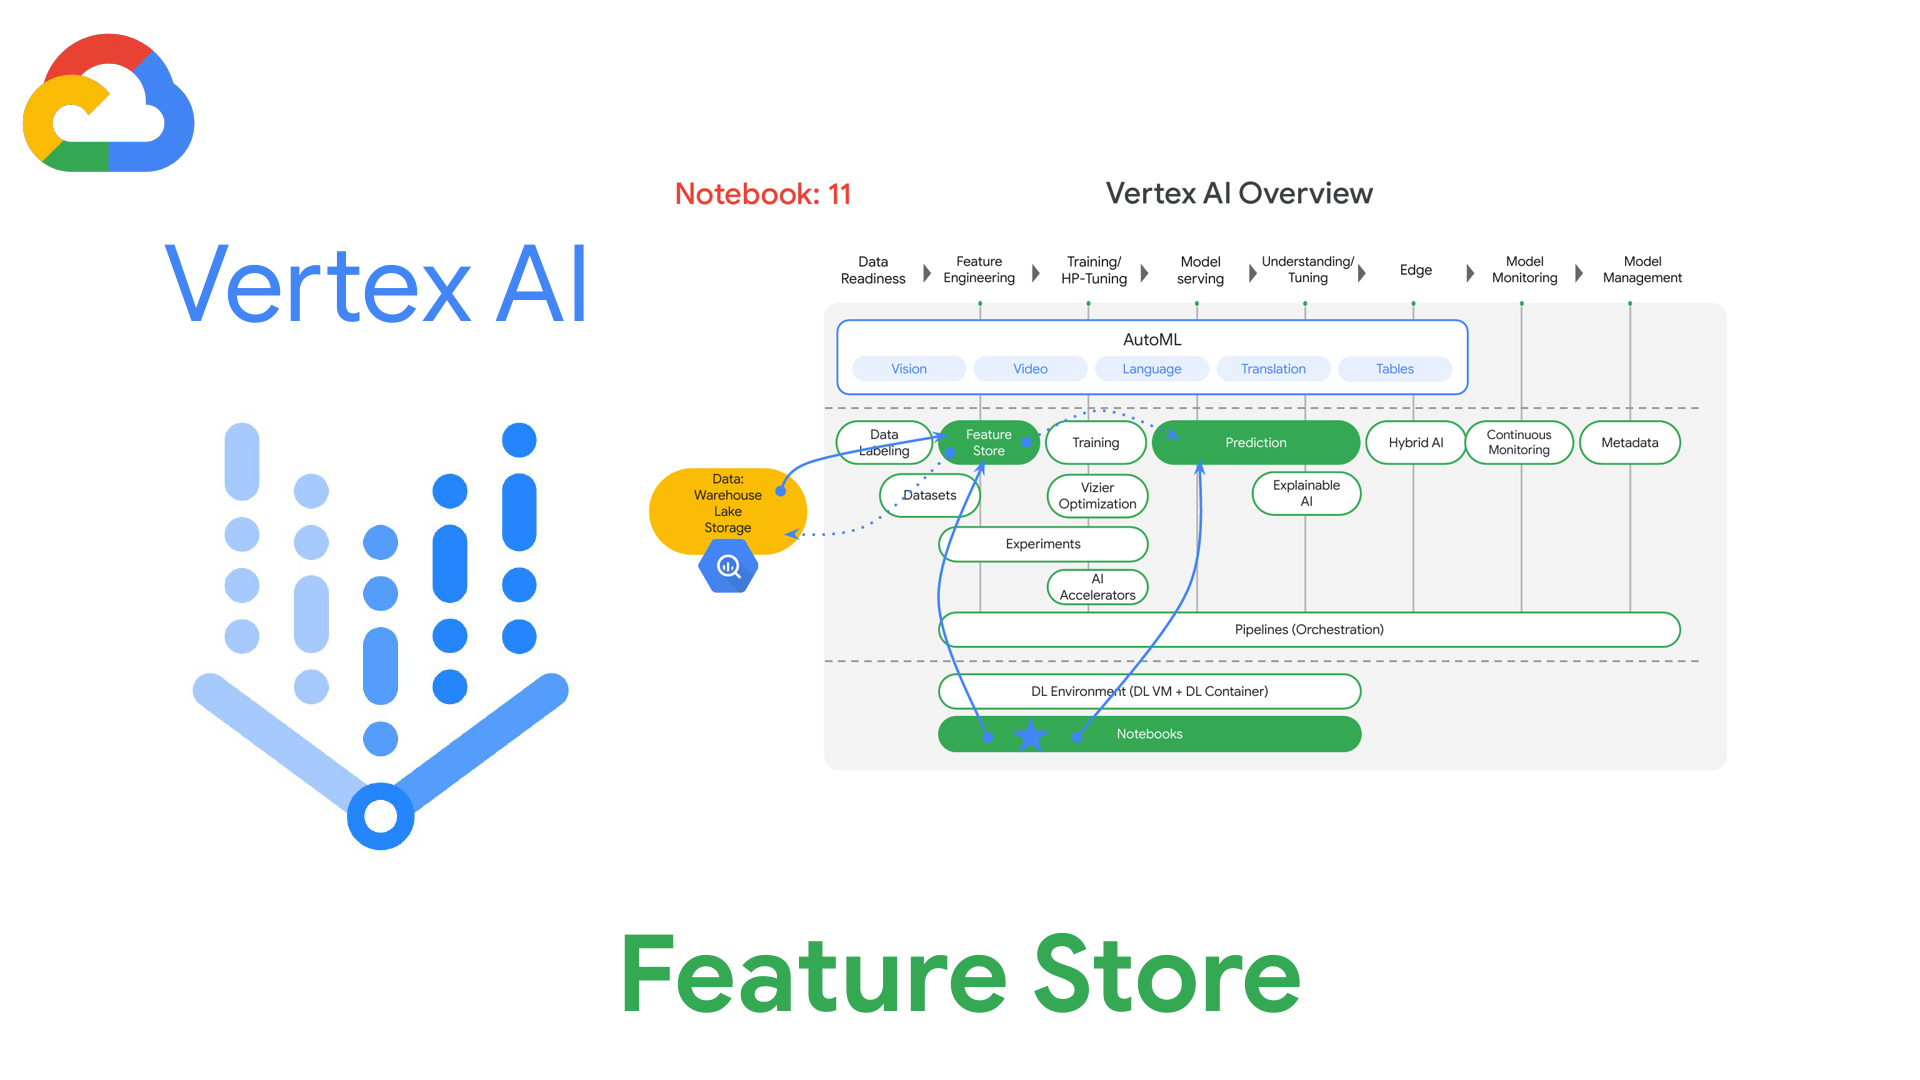 Notebook: 11
Vertex AI Overview
Vertex AI
Data
Readiness
Feature
Engineering
Training/
HP-Tuning
Model
serving
Understanding/
Tuning
Edge
Model
Monitoring
Model
Management
AutoML
Vision
Video
Language
Translation
Tables
Data
Labeling
Feature
Store
Training
Prediction
Hybrid AI
Continuous
Monitoring
Metadata
Data:
Warehouse
Lake
Storage
Datasets
Vizier
Optimization
Explainable
AI
Experiments
AI
Accelerators
Pipelines (Orchestration)
DL Environment (DL VM + DL Container)
Notebooks
Feature Store